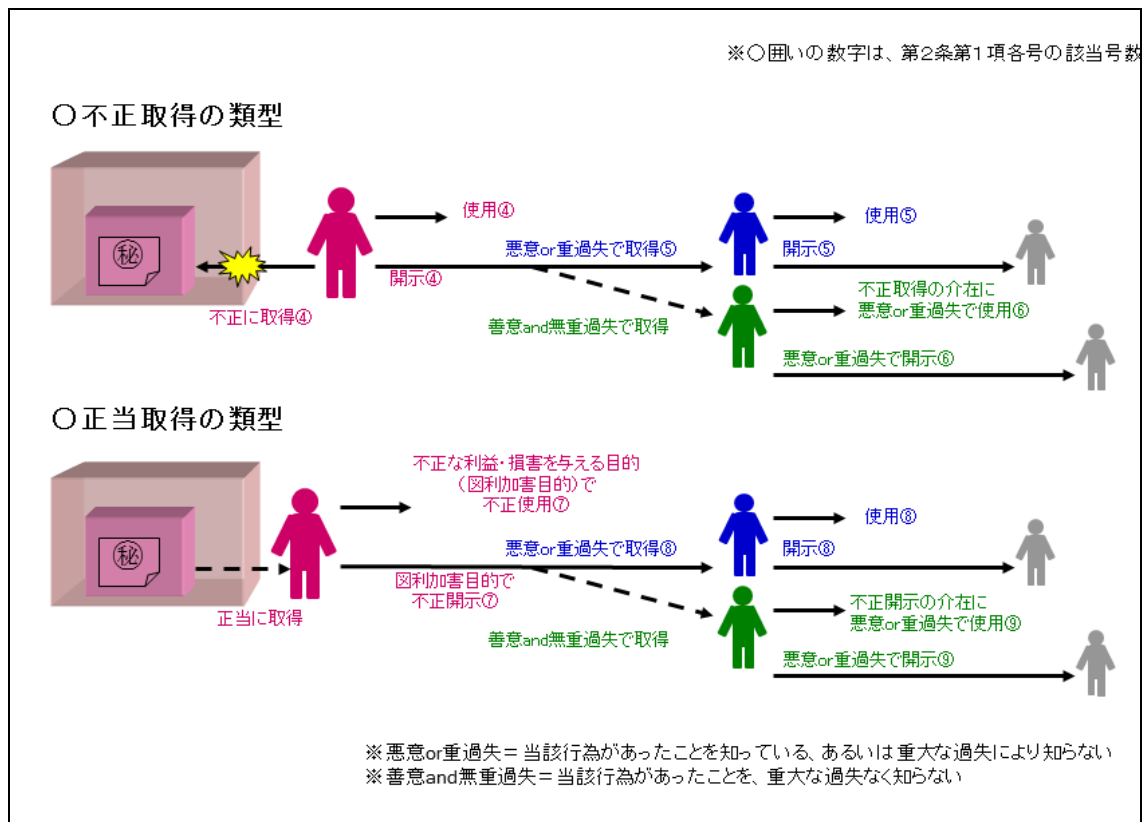 ※○囲いの数字は、第2条第1項各号の該当号数
○不正取得の類型
使用④
使用⑤
㊙
悪意or重過失で取得⑤
開示⑤
開示④
不正に取得④
不正取得の介在に
悪意or重過失で使用⑥
善意and無重過失で取得
悪意or重過失で開示⑥
○正当取得の類型
不正な利益・損害を与える目的
(図利加害目的)で
不正使用⑦
使用⑧
㊙
悪意or重過失で取得⑧
開示⑧
図利加害目的で
不正開示⑦
正当に取得
不正開示の介在に
悪意or重過失で使用⑨
善意and無重過失で取得
悪意or重過失で開示⑨
※悪意or重過失=当該行為があったことを知っている、あるいは重大な過失により知らない
※善意and無重過失=当該行為があったことを、重大な過失なく知らない